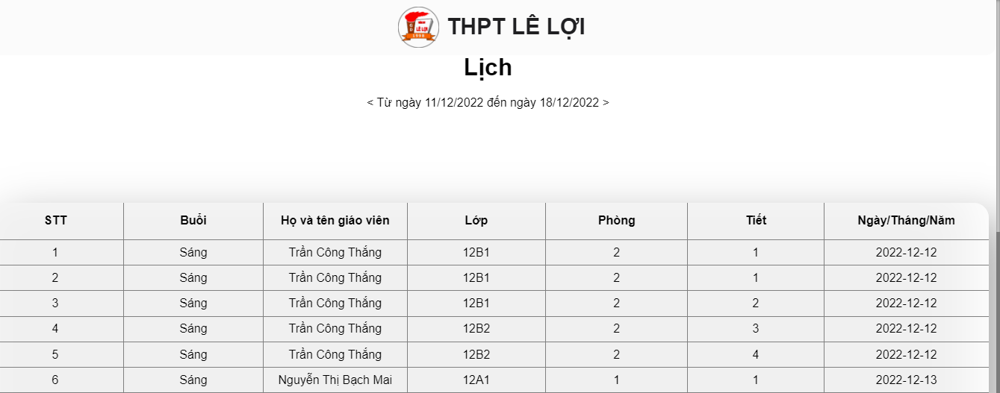 THPT LÊ LỢI
LÊ LỢI
1998
Lịch
< Từ ngày 11/12/2022 đến ngày 18/12/2022 >
STT Buổi Họ và tên giáo viên Lớp Phòng Tiết Ngày/Tháng/Năm
1 Sáng Trần Công Thắng 12B1 2 1 2022-12-12
2 Sáng Trần Công Thắng 12B1 2 1 2022-12-12
3 Sáng Trần Công Thắng 12B1 2 2 2022-12-12
4 Sáng Trần Công Thắng 12B2 2 3 2022-12-12
5 Sáng Trần Công Thắng 12B2 2 4 2022-12-12
6 Sáng Nguyễn Thị Bạch Mai 12A1 1 1 2022-12-13